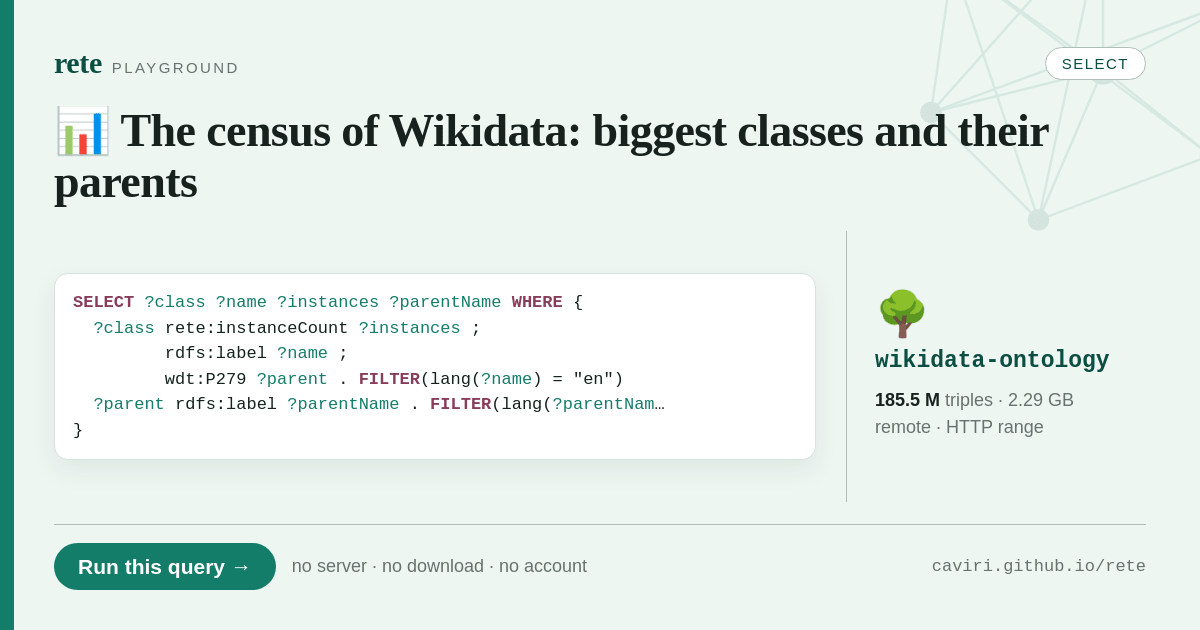 rete PLAYGROUND
SELECT
📊 The census of Wikidata: biggest classes and their
parents
SELECT ?class ?name ?instances ?parentName WHERE {
  ?class rete:instanceCount ?instances ;
         rdfs:label ?name ;
         wdt:P279 ?parent . FILTER(lang(?name) = "en")
  ?parent rdfs:label ?parentName . FILTER(lang(?parentNam…
}
wikidata-ontology
185.5 M triples · 2.29 GB
remote · HTTP range
Run this query →
no server · no download · no account
caviri.github.io/rete